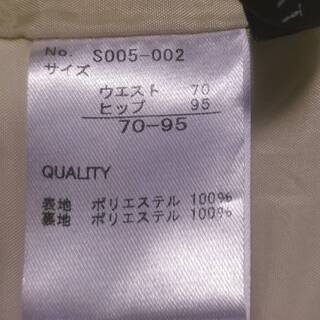 No. S005-002
サイズ
ウエスト 70
ヒップ 95
70-95
QUALITY
表地 ポリエステル 100%
裏地 ポリエステル 100%